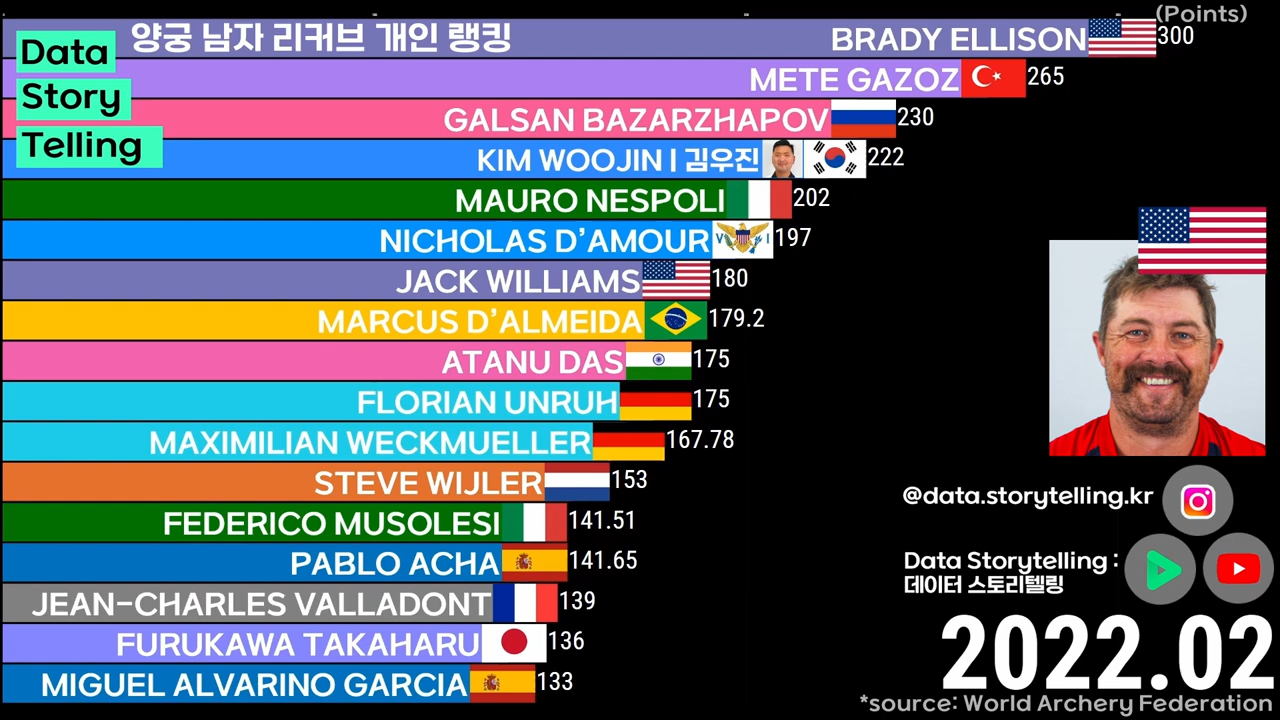 (Points)
양궁 남자 리커브 개인 랭킹
Data
Story
Telling
BRADY ELLISON 300
METE GAZOZ 265
GALSAN BAZARZHAPOV 230
KIM WOOJIN | 김우진 222
MAURO NESPOLI 202
NICHOLAS D’AMOUR V I 197
JACK WILLIAMS 180
MARCUS D’ALMEIDA 179.2
ATANU DAS 175
FLORIAN UNRUH 175
MAXIMILIAN WECKMUELLER 167.78
STEVE WIJLER 153
FEDERICO MUSOLESI 141.51
PABLO ACHA 141.65
JEAN-CHARLES VALLADONT 139
FURUKAWA TAKAHARU 136
MIGUEL ALVARINO GARCIA 133
@data.storytelling.kr
Data Storytelling :
데이터 스토리텔링
2022.02
*source: World Archery Federation